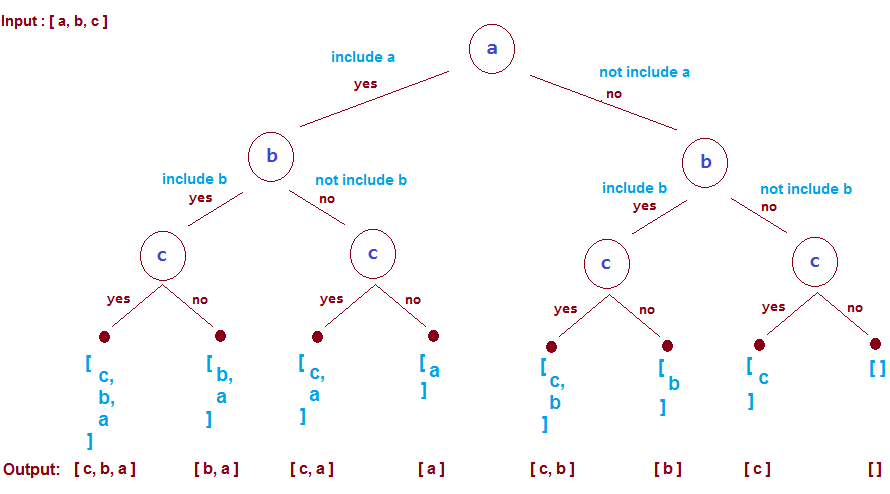 Input : [ a, b, c ]
a
include a
not include a
yes
no
b
b
include b
not include b
include b
not include b
yes
no
yes
no
c
c
c
c
yes
no
yes
no
yes
no
yes
no
[ c,
b,
a
]
[ b,
a
]
[ c,
a
]
[ a
]
[ c,
b
]
[ b
]
[ c
]
[ ]
Output: [ c, b, a ] [ b, a ] [ c, a ] [ a ] [ c, b ] [ b ] [ c ] [ ]